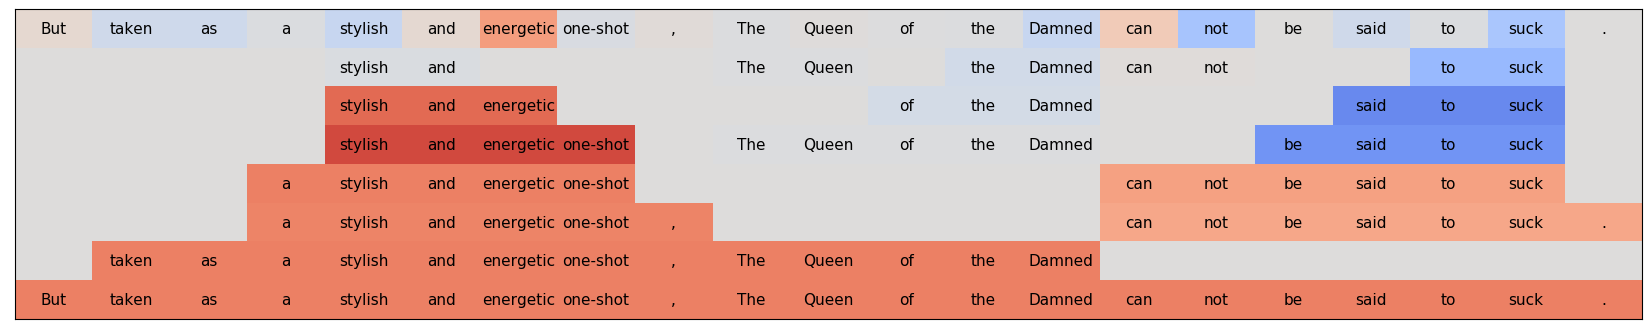 But taken as a stylish and energetic one-shot , The Queen of the Damned can not be said to suck .
stylish and The Queen the Damned can not to suck
stylish and energetic of the Damned said to suck
stylish and energetic one-shot The Queen of the Damned be said to suck
a stylish and energetic one-shot can not be said to suck
a stylish and energetic one-shot , can not be said to suck .
taken as a stylish and energetic one-shot , The Queen of the Damned
But taken as a stylish and energetic one-shot , The Queen of the Damned can not be said to suck .